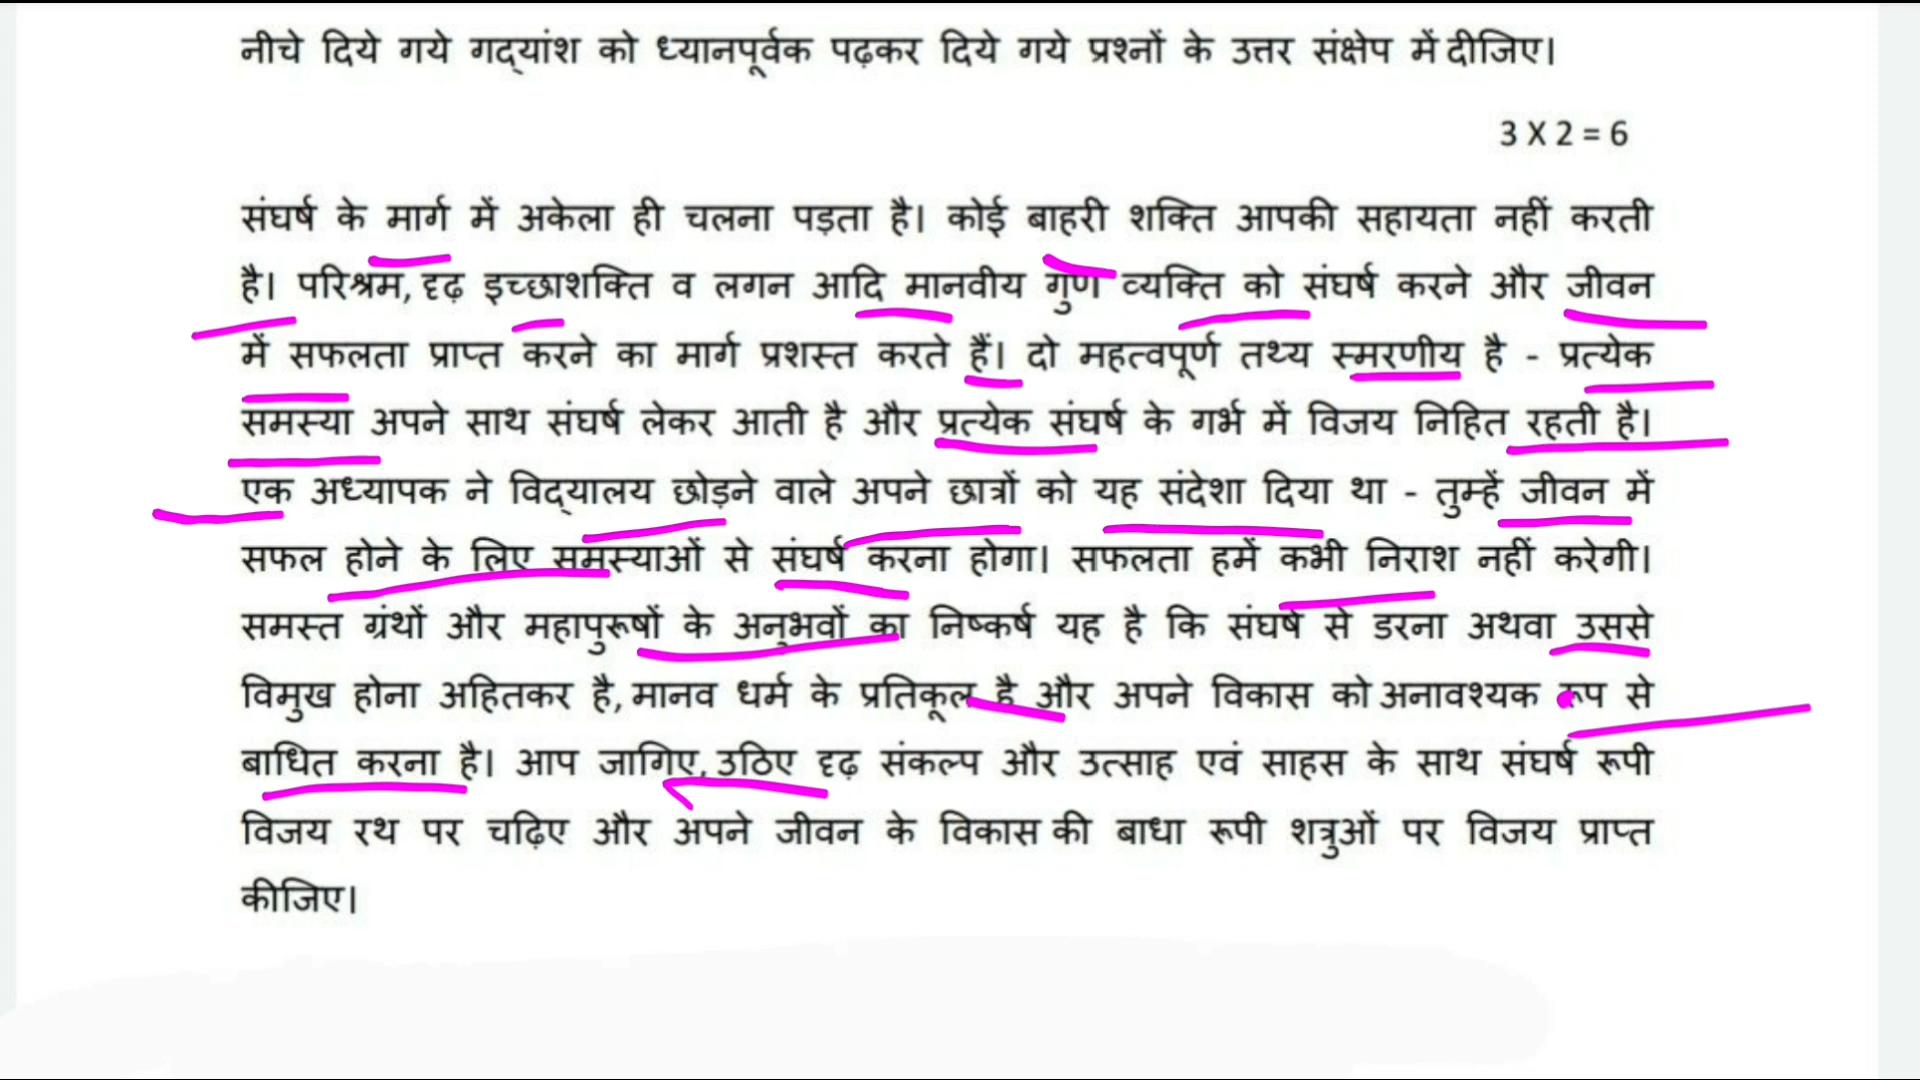 नीचे दिये गये गद्यांश को ध्यानपूर्वक पढ़कर दिये गये प्रश्नों के उत्तर संक्षेप में दीजिए।
3 X 2 = 6
संघर्ष के मार्ग में अकेला ही चलना पड़ता है। कोई बाहरी शक्ति आपकी सहायता नहीं करती
है। परिश्रम, दृढ़ इच्छाशक्ति व लगन आदि मानवीय गुण व्यक्ति को संघर्ष करने और जीवन
में सफलता प्राप्त करने का मार्ग प्रशस्त करते हैं। दो महत्वपूर्ण तथ्य स्मरणीय है - प्रत्येक
समस्या अपने साथ संघर्ष लेकर आती है और प्रत्येक संघर्ष के गर्भ में विजय निहित रहती है।
एक अध्यापक ने विद्यालय छोड़ने वाले अपने छात्रों को यह संदेशा दिया था - तुम्हें जीवन में
सफल होने के लिए समस्याओं से संघर्ष करना होगा। सफलता हमें कभी निराश नहीं करेगी।
समस्त ग्रंथों और महापुरूषों के अनुभवों का निष्कर्ष यह है कि संघर्ष से डरना अथवा उससे
विमुख होना अहितकर है, मानव धर्म के प्रतिकूल है और अपने विकास को अनावश्यक रूप से
बाधित करना है। आप जागिए, उठिए दृढ़ संकल्प और उत्साह एवं साहस के साथ संघर्ष रूपी
विजय रथ पर चढ़िए और अपने जीवन के विकास की बाधा रूपी शत्रुओं पर विजय प्राप्त
कीजिए।